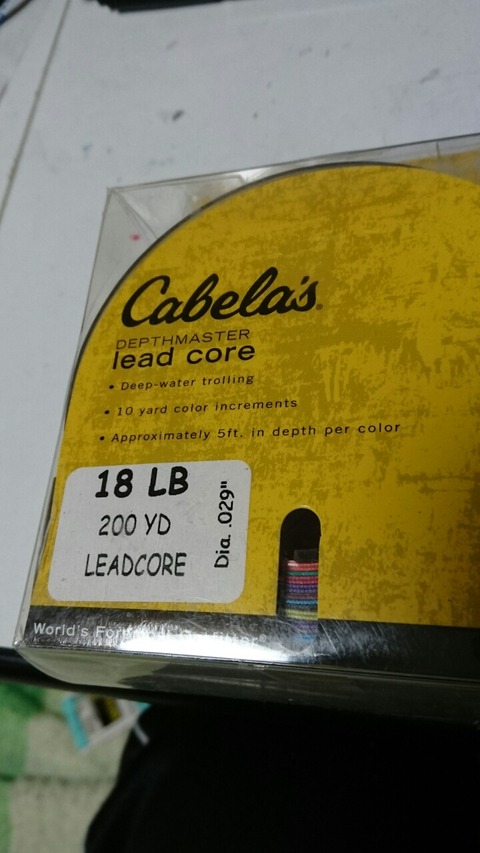 Cabela's®
DEPTHMASTER
lead core
• Deep-water trolling
• 10 yard color increments
• Approximately 5ft. in depth per color
18 LB
200 YD
LEADCORE
Dia. .029"
World's